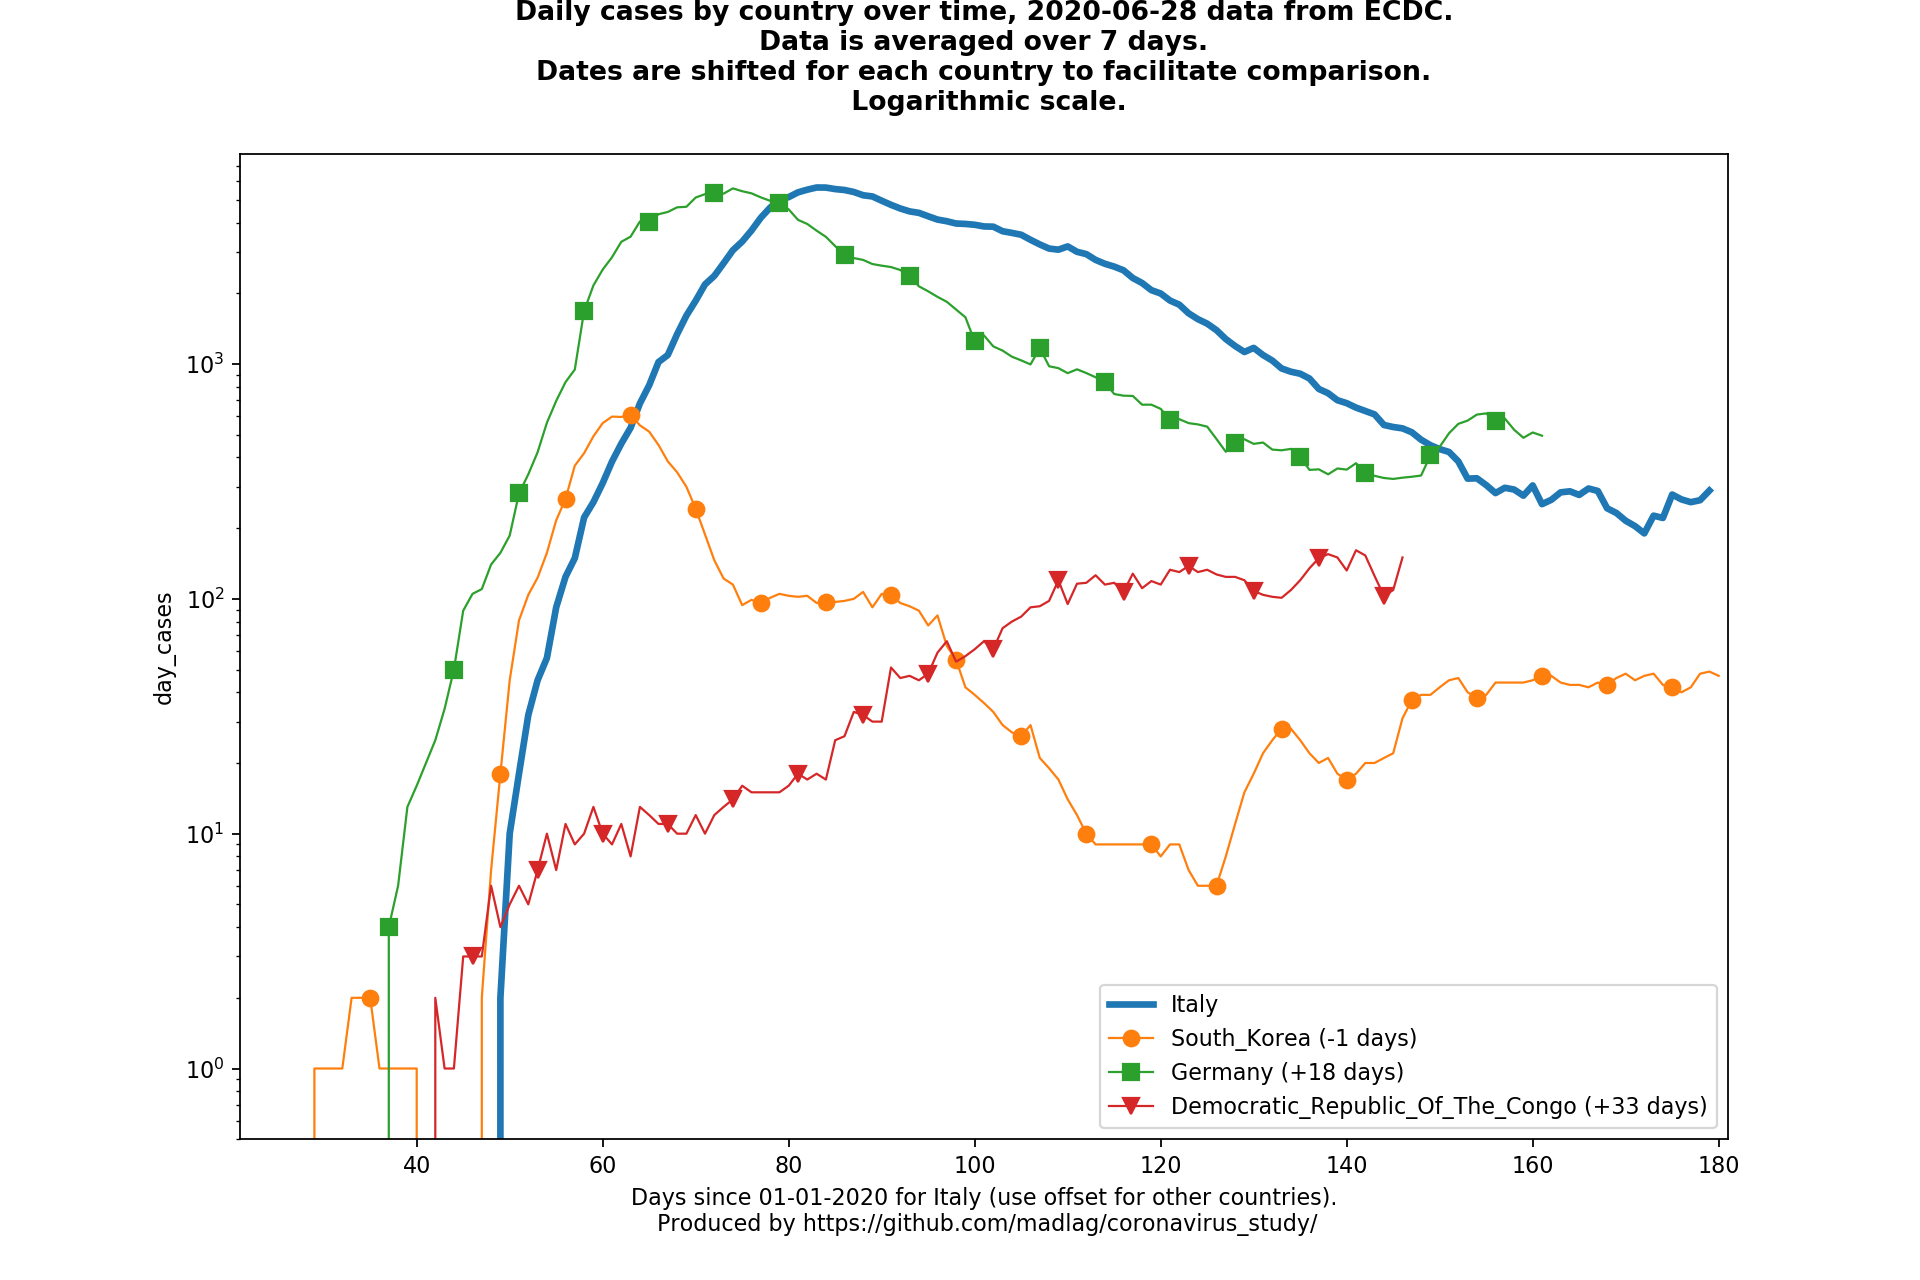 Daily cases by country over time, 2020-06-28 data from ECDC.
Data is averaged over 7 days.
Dates are shifted for each country to facilitate comparison.
Logarithmic scale.
day_cases
10³
10²
10¹
10⁰
40 60 80 100 120 140 160 180
Italy
South_Korea (-1 days)
Germany (+18 days)
Democratic_Republic_Of_The_Congo (+33 days)
Days since 01-01-2020 for Italy (use offset for other countries).
Produced by https://github.com/madlag/coronavirus_study/